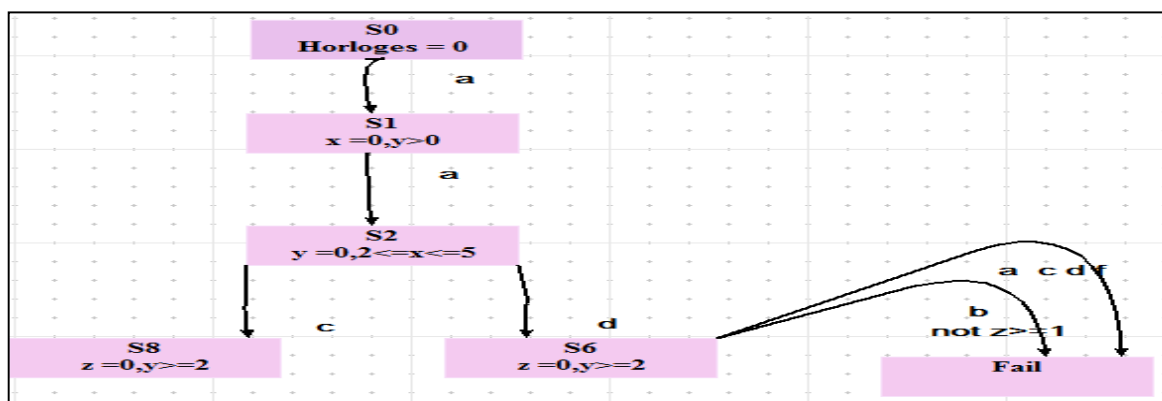 S0
Horloges = 0
a
S1
x =0,y>0
a
S2
y =0,2<=x<=5
a c d f
b
not z>=1
c
d
S8
z =0,y>=2
S6
z =0,y>=2
Fail